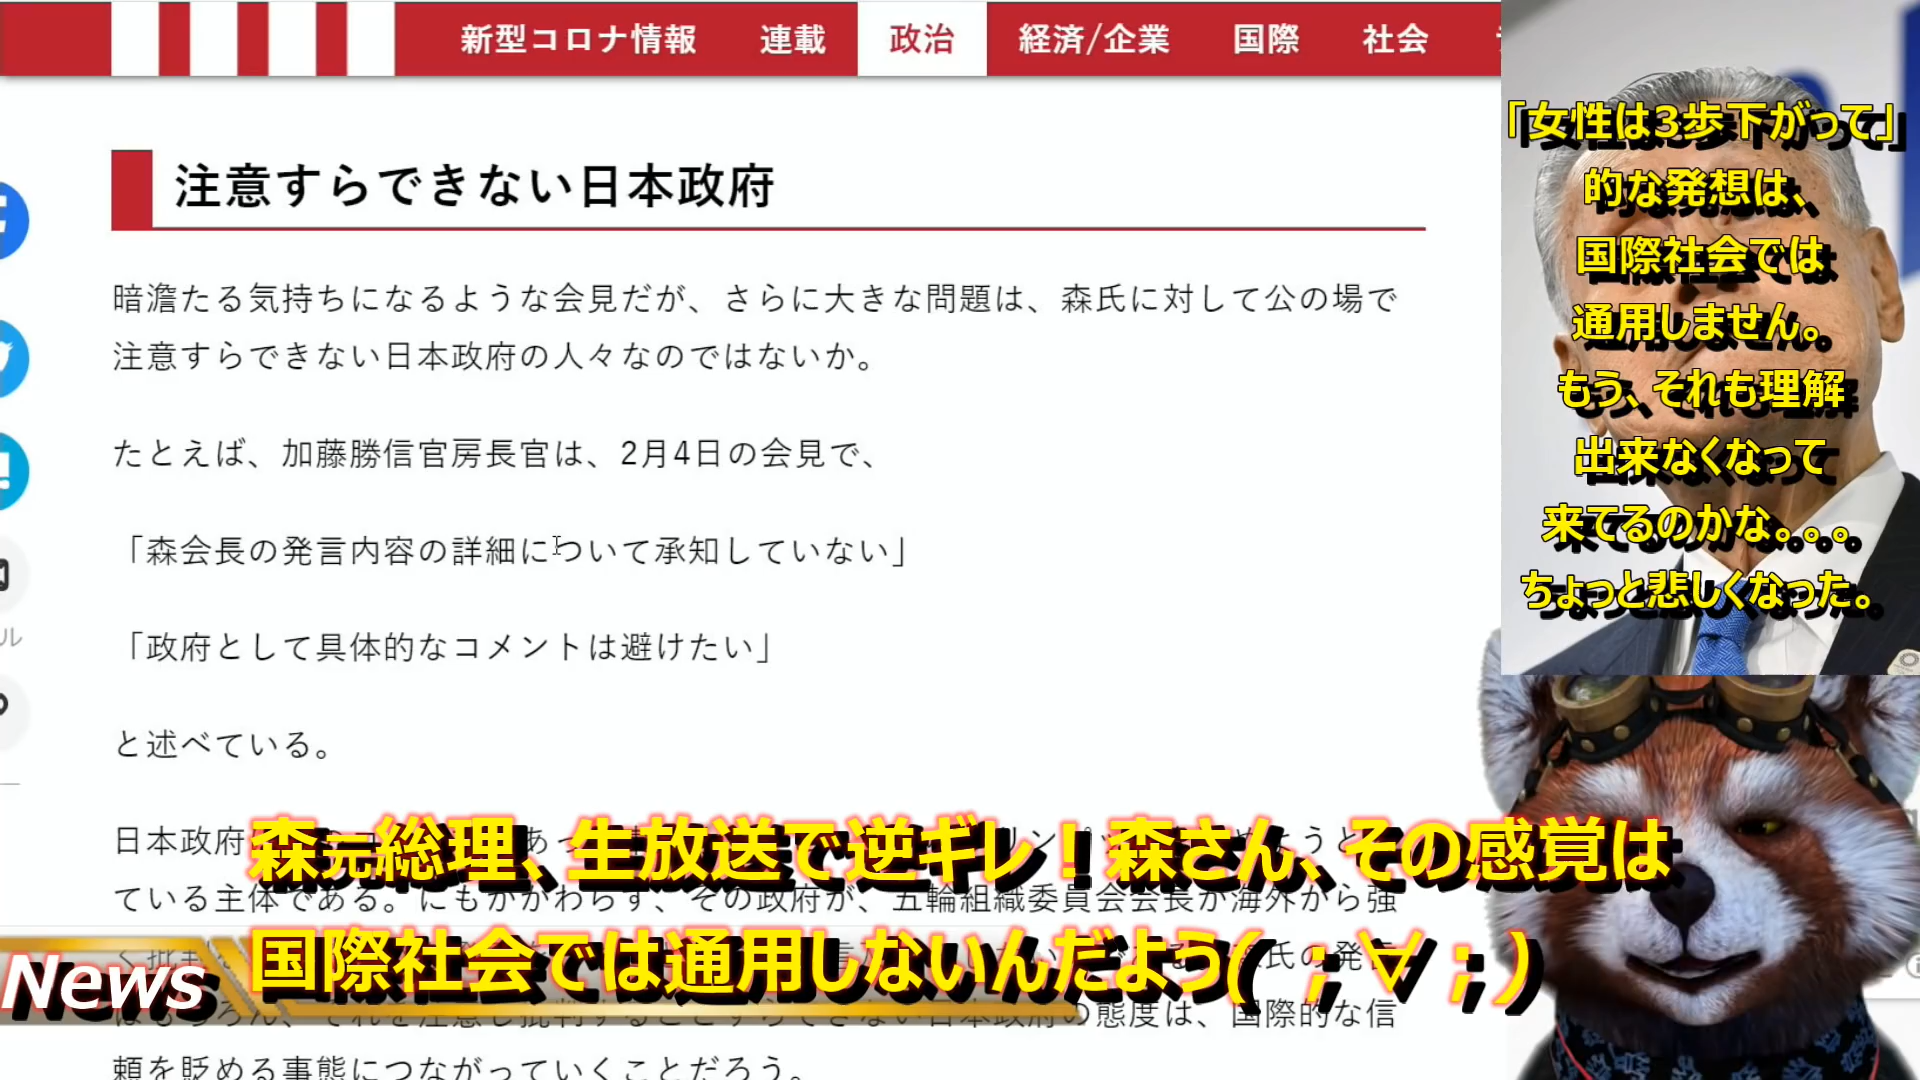 新型コロナ情報 連載 政治 経済/企業 国際 社会
注意すらできない日本政府
暗澹たる気持ちになるような会見だが、さらに大きな問題は、森氏に対して公の場で
注意すらできない日本政府の人々なのではないか。
たとえば、加藤勝信官房長官は、2月4日の会見で、
「森会長の発言内容の詳細について承知していない」
「政府として具体的なコメントは避けたい」
と述べている。
日本政府
ている主体である。にもかかわらず、その政府が、五輪組織委員会会長が海外から強
の態度は、国際的な信
頼を貶める事態につながっていくことだろう。
「女性は3歩下がって」
的な発想は、
国際社会では
通用しません。
もう、それも理解
出来なくなって
来てるのかな。。。
ちょっと悲しくなった。
森元総理、生放送で逆ギレ！森さん、その感覚は
国際社会では通用しないんだよう( ；∀；)
News
ル